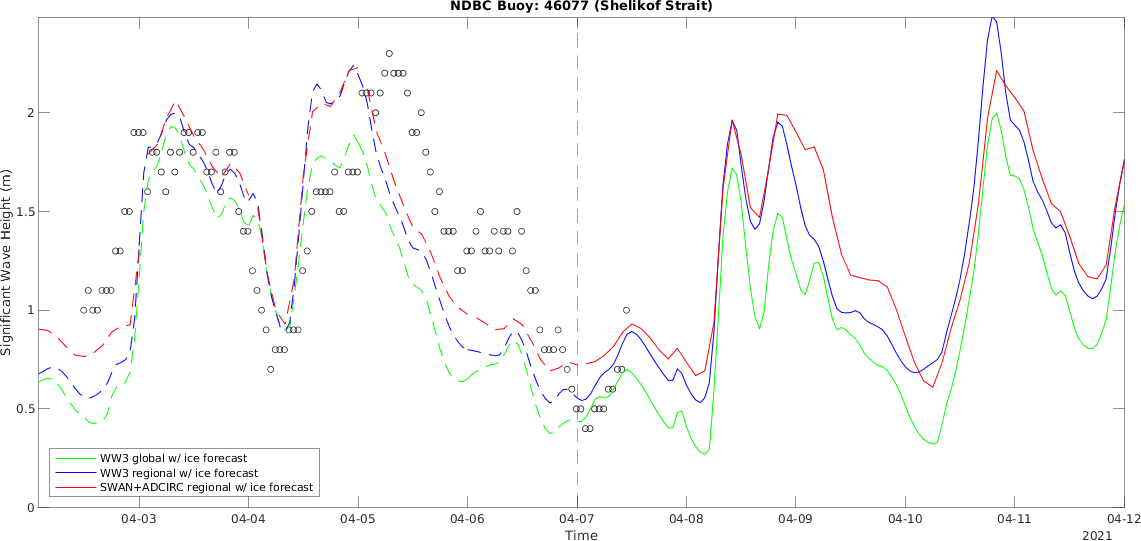 NDBC Buoy: 46077 (Shelikof Strait)
Significant Wave Height (m)
2
1.5
1
0.5
0
WW3 global w/ ice forecast
WW3 regional w/ ice forecast
SWAN+ADCIRC regional w/ ice forecast
04-03 04-04 04-05 04-06 04-07 04-08 04-09 04-10 04-11 04-12
Time
2021